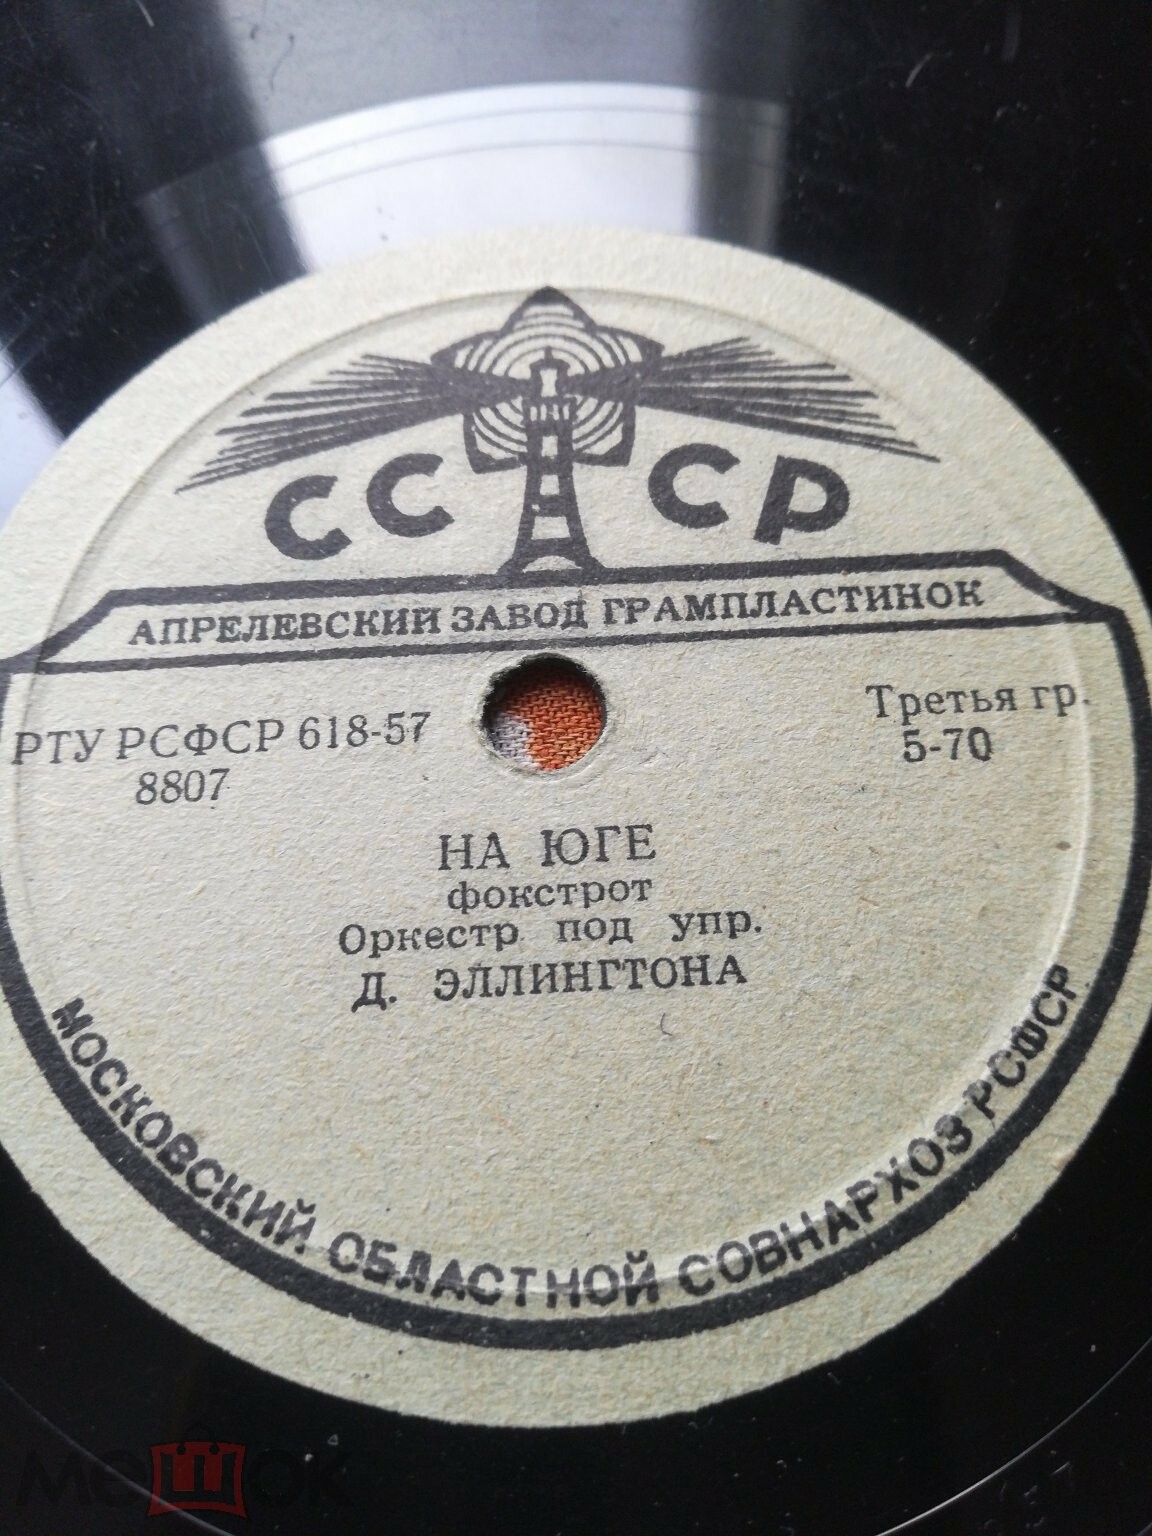 СССР
АПРЕЛЕВСКИЙ ЗАВОД ГРАМПЛАСТИНОК
РТУ РСФСР 618-57
8807
Третья гр.
5-70
НА ЮГЕ
фокстрот
Оркестр под упр.
Д. ЭЛЛИНГТОНА
МОСКОВСКИЙ ОБЛАСТНОЙ СОВНАРХОЗ РСФСР
мешок